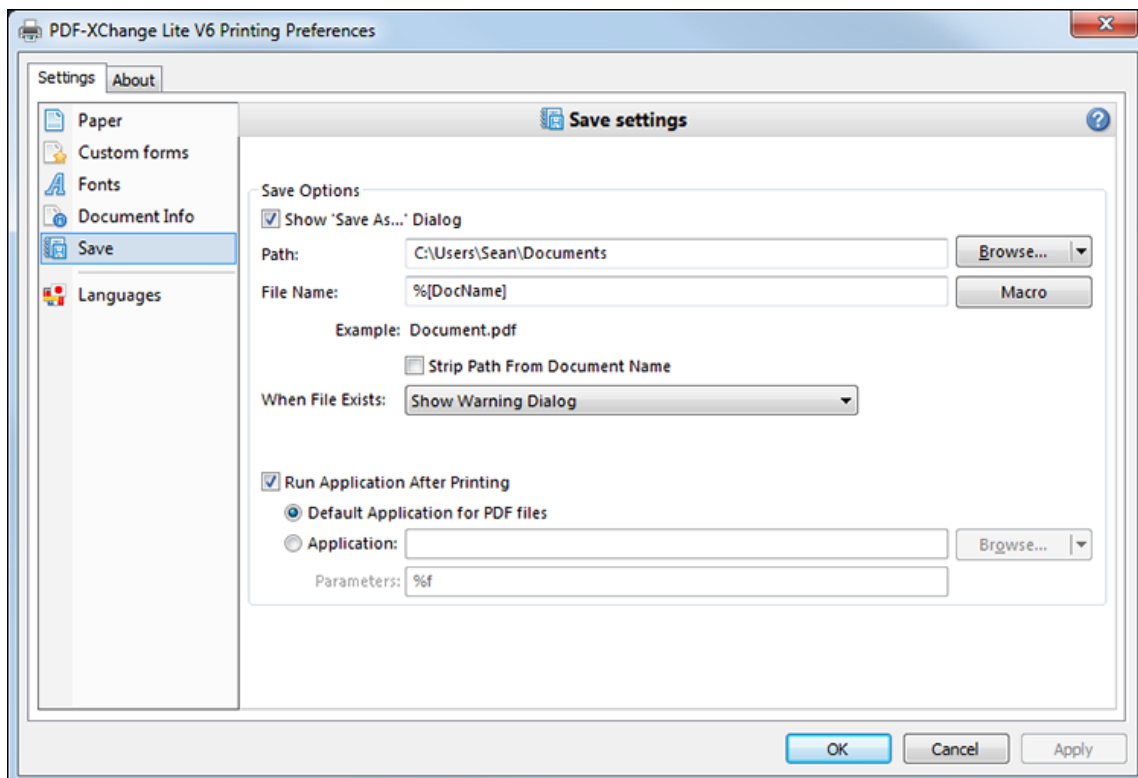 PDF-XChange Lite V6 Printing Preferences
Settings
About
Paper
Custom forms
Fonts
Document Info
Save
Languages
Save settings
Save Options
Show 'Save As...' Dialog
Path: C:\Users\Sean\Documents Browse...
File Name: %[DocName] Macro
Example: Document.pdf
Strip Path From Document Name
When File Exists: Show Warning Dialog
Run Application After Printing
Default Application for PDF files
Application: Browse...
Parameters: %f
OK Cancel Apply